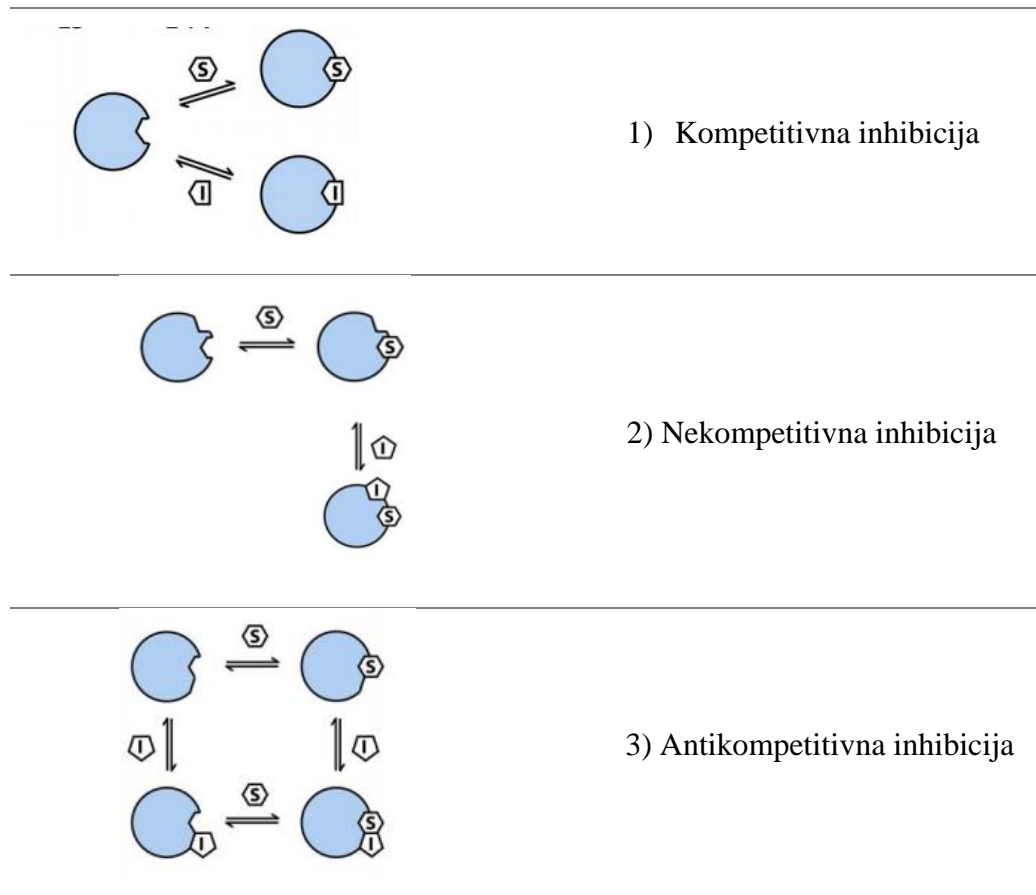 S
S
1) Kompetitivna inhibicija
I
I
S
S
2) Nekompetitivna inhibicija
I
I
S
S
S
I
I
3) Antikompetitivna inhibicija
S
I
S
I